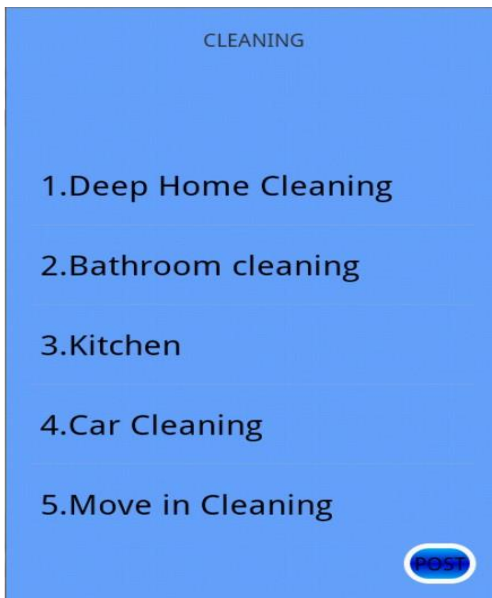 CLEANING
1.Deep Home Cleaning
2.Bathroom cleaning
3.Kitchen
4.Car Cleaning
5.Move in Cleaning
POST